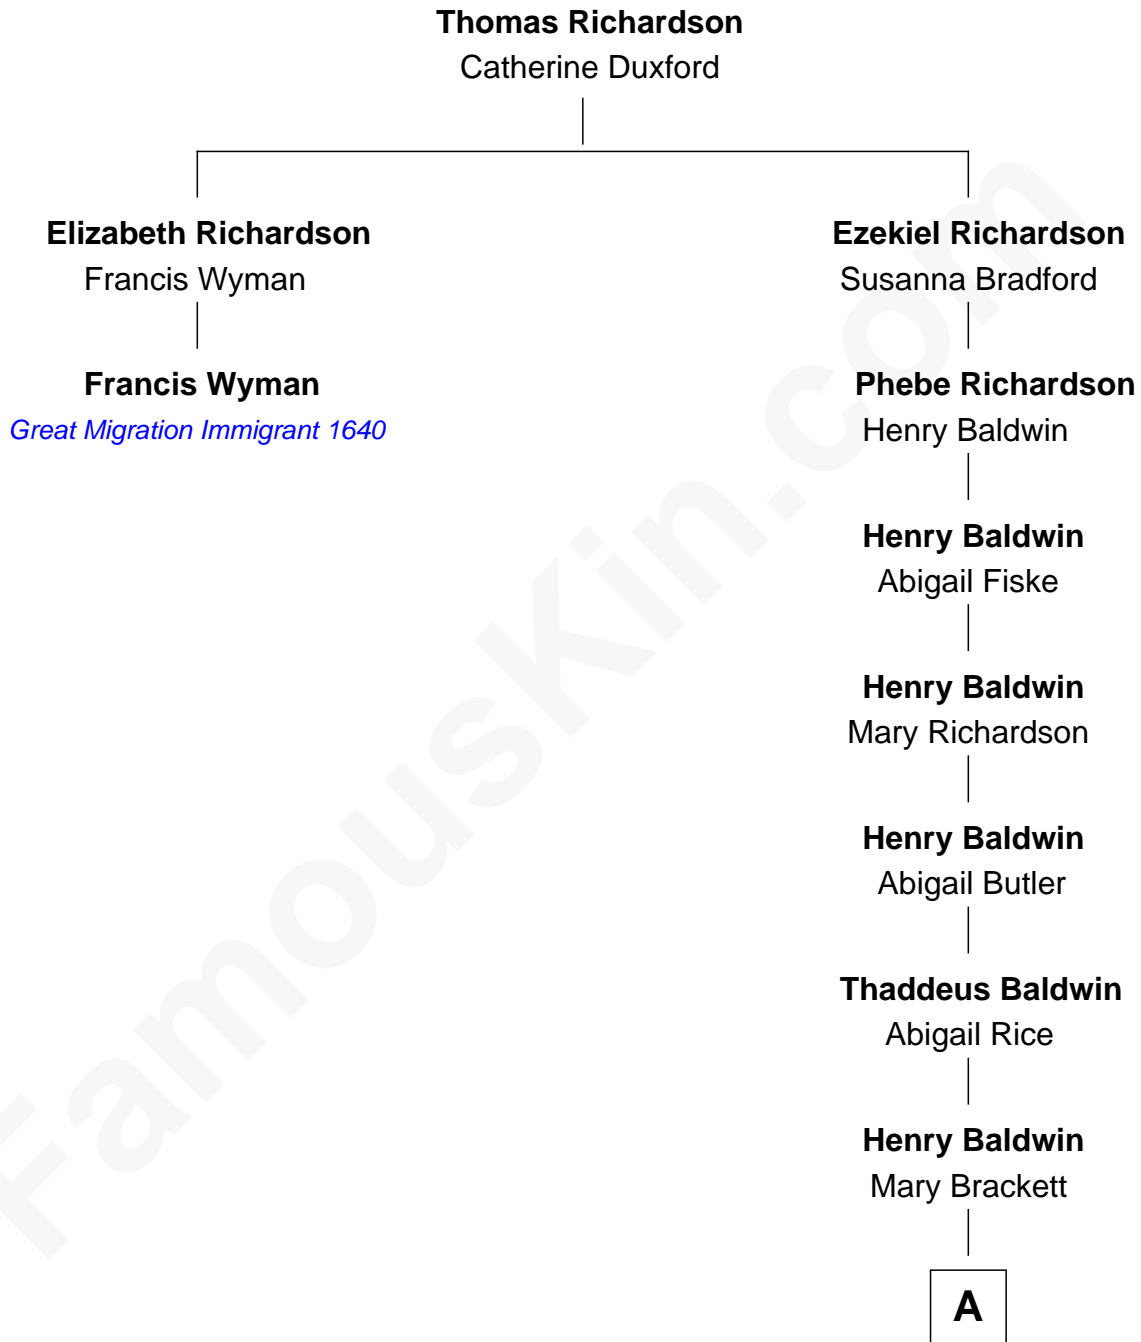 Thomas Richardson
Catherine Duxford
Elizabeth Richardson
Francis Wyman
Francis Wyman
Great Migration Immigrant 1640
Ezekiel Richardson
Susanna Bradford
Phebe Richardson
Henry Baldwin
Henry Baldwin
Abigail Fiske
Henry Baldwin
Mary Richardson
Henry Baldwin
Abigail Butler
Thaddeus Baldwin
Abigail Rice
Henry Baldwin
Mary Brackett
A
FamousKin.com